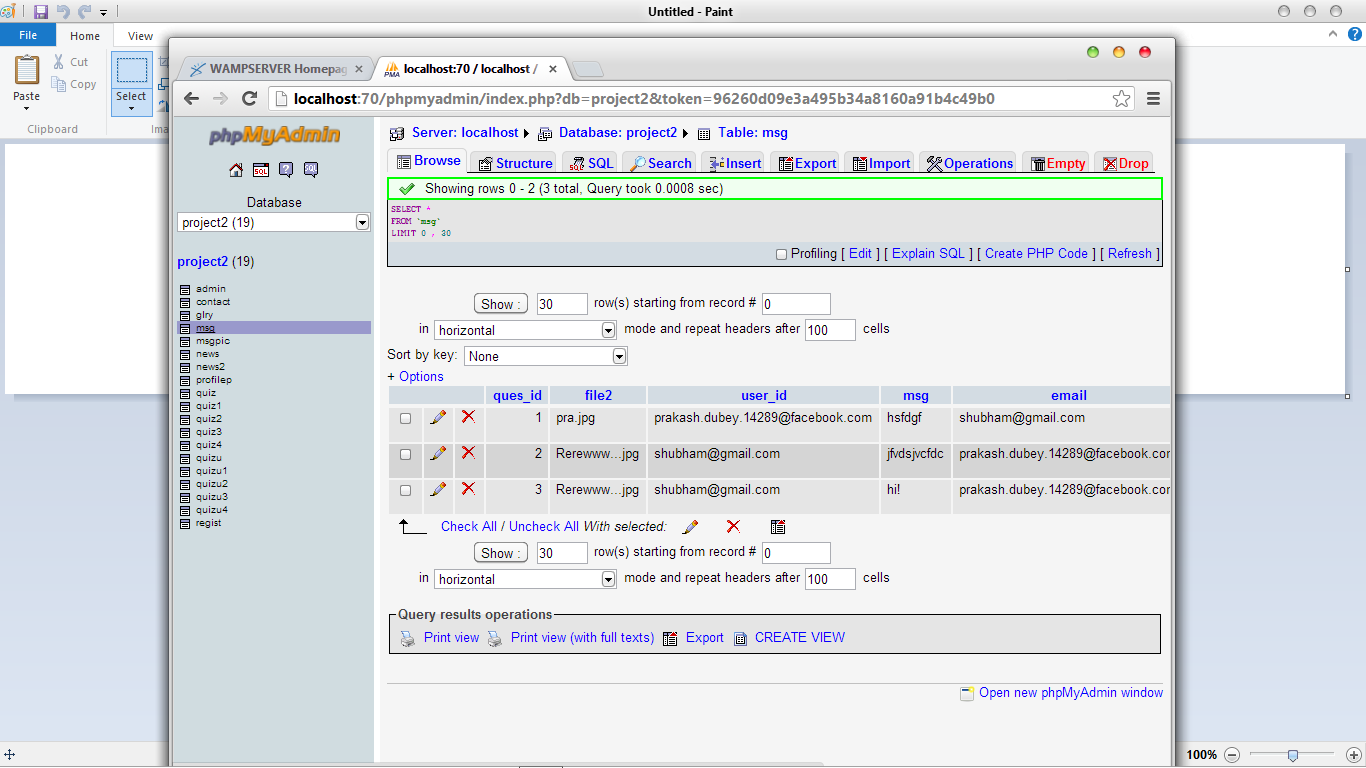 Untitled - Paint
File Home View
Paste
Cut
Copy
Select
Clipboard
WAMPSERVER Homepag
localhost:70 / localhost /
localhost:70/phpmyadmin/index.php?db=project2&token=96260d09e3a495b34a8160a91b4c49b0
phpMyAdmin
Database
project2 (19)
project2 (19)
admin
contact
glry
msg
msgpic
news
news2
profilep
quiz
quiz1
quiz2
quiz3
quiz4
quizu
quizu1
quizu2
quizu3
quizu4
regist
Server: localhost Database: project2 Table: msg
Browse Structure SQL Search Insert Export Import Operations Empty Drop
Showing rows 0 - 2 (3 total, Query took 0.0008 sec)
SELECT *
FROM `msg`
LIMIT 0 , 30
Profiling [ Edit ] [ Explain SQL ] [ Create PHP Code ] [ Refresh ]
Show : 30 row(s) starting from record # 0
in horizontal mode and repeat headers after 100 cells
Sort by key: None
+ Options
ques_id file2 user_id msg email
1 pra.jpg prakash.dubey.14289@facebook.com hsfdgf shubham@gmail.com
2 Rerewww...jpg shubham@gmail.com jfvdsjvcfdc prakash.dubey.14289@facebook.cor
3 Rerewww...jpg shubham@gmail.com hi! prakash.dubey.14289@facebook.cor
Check All / Uncheck All With selected:
Show : 30 row(s) starting from record # 0
in horizontal mode and repeat headers after 100 cells
Query results operations
Print view Print view (with full texts) Export CREATE VIEW
Open new phpMyAdmin window
100%